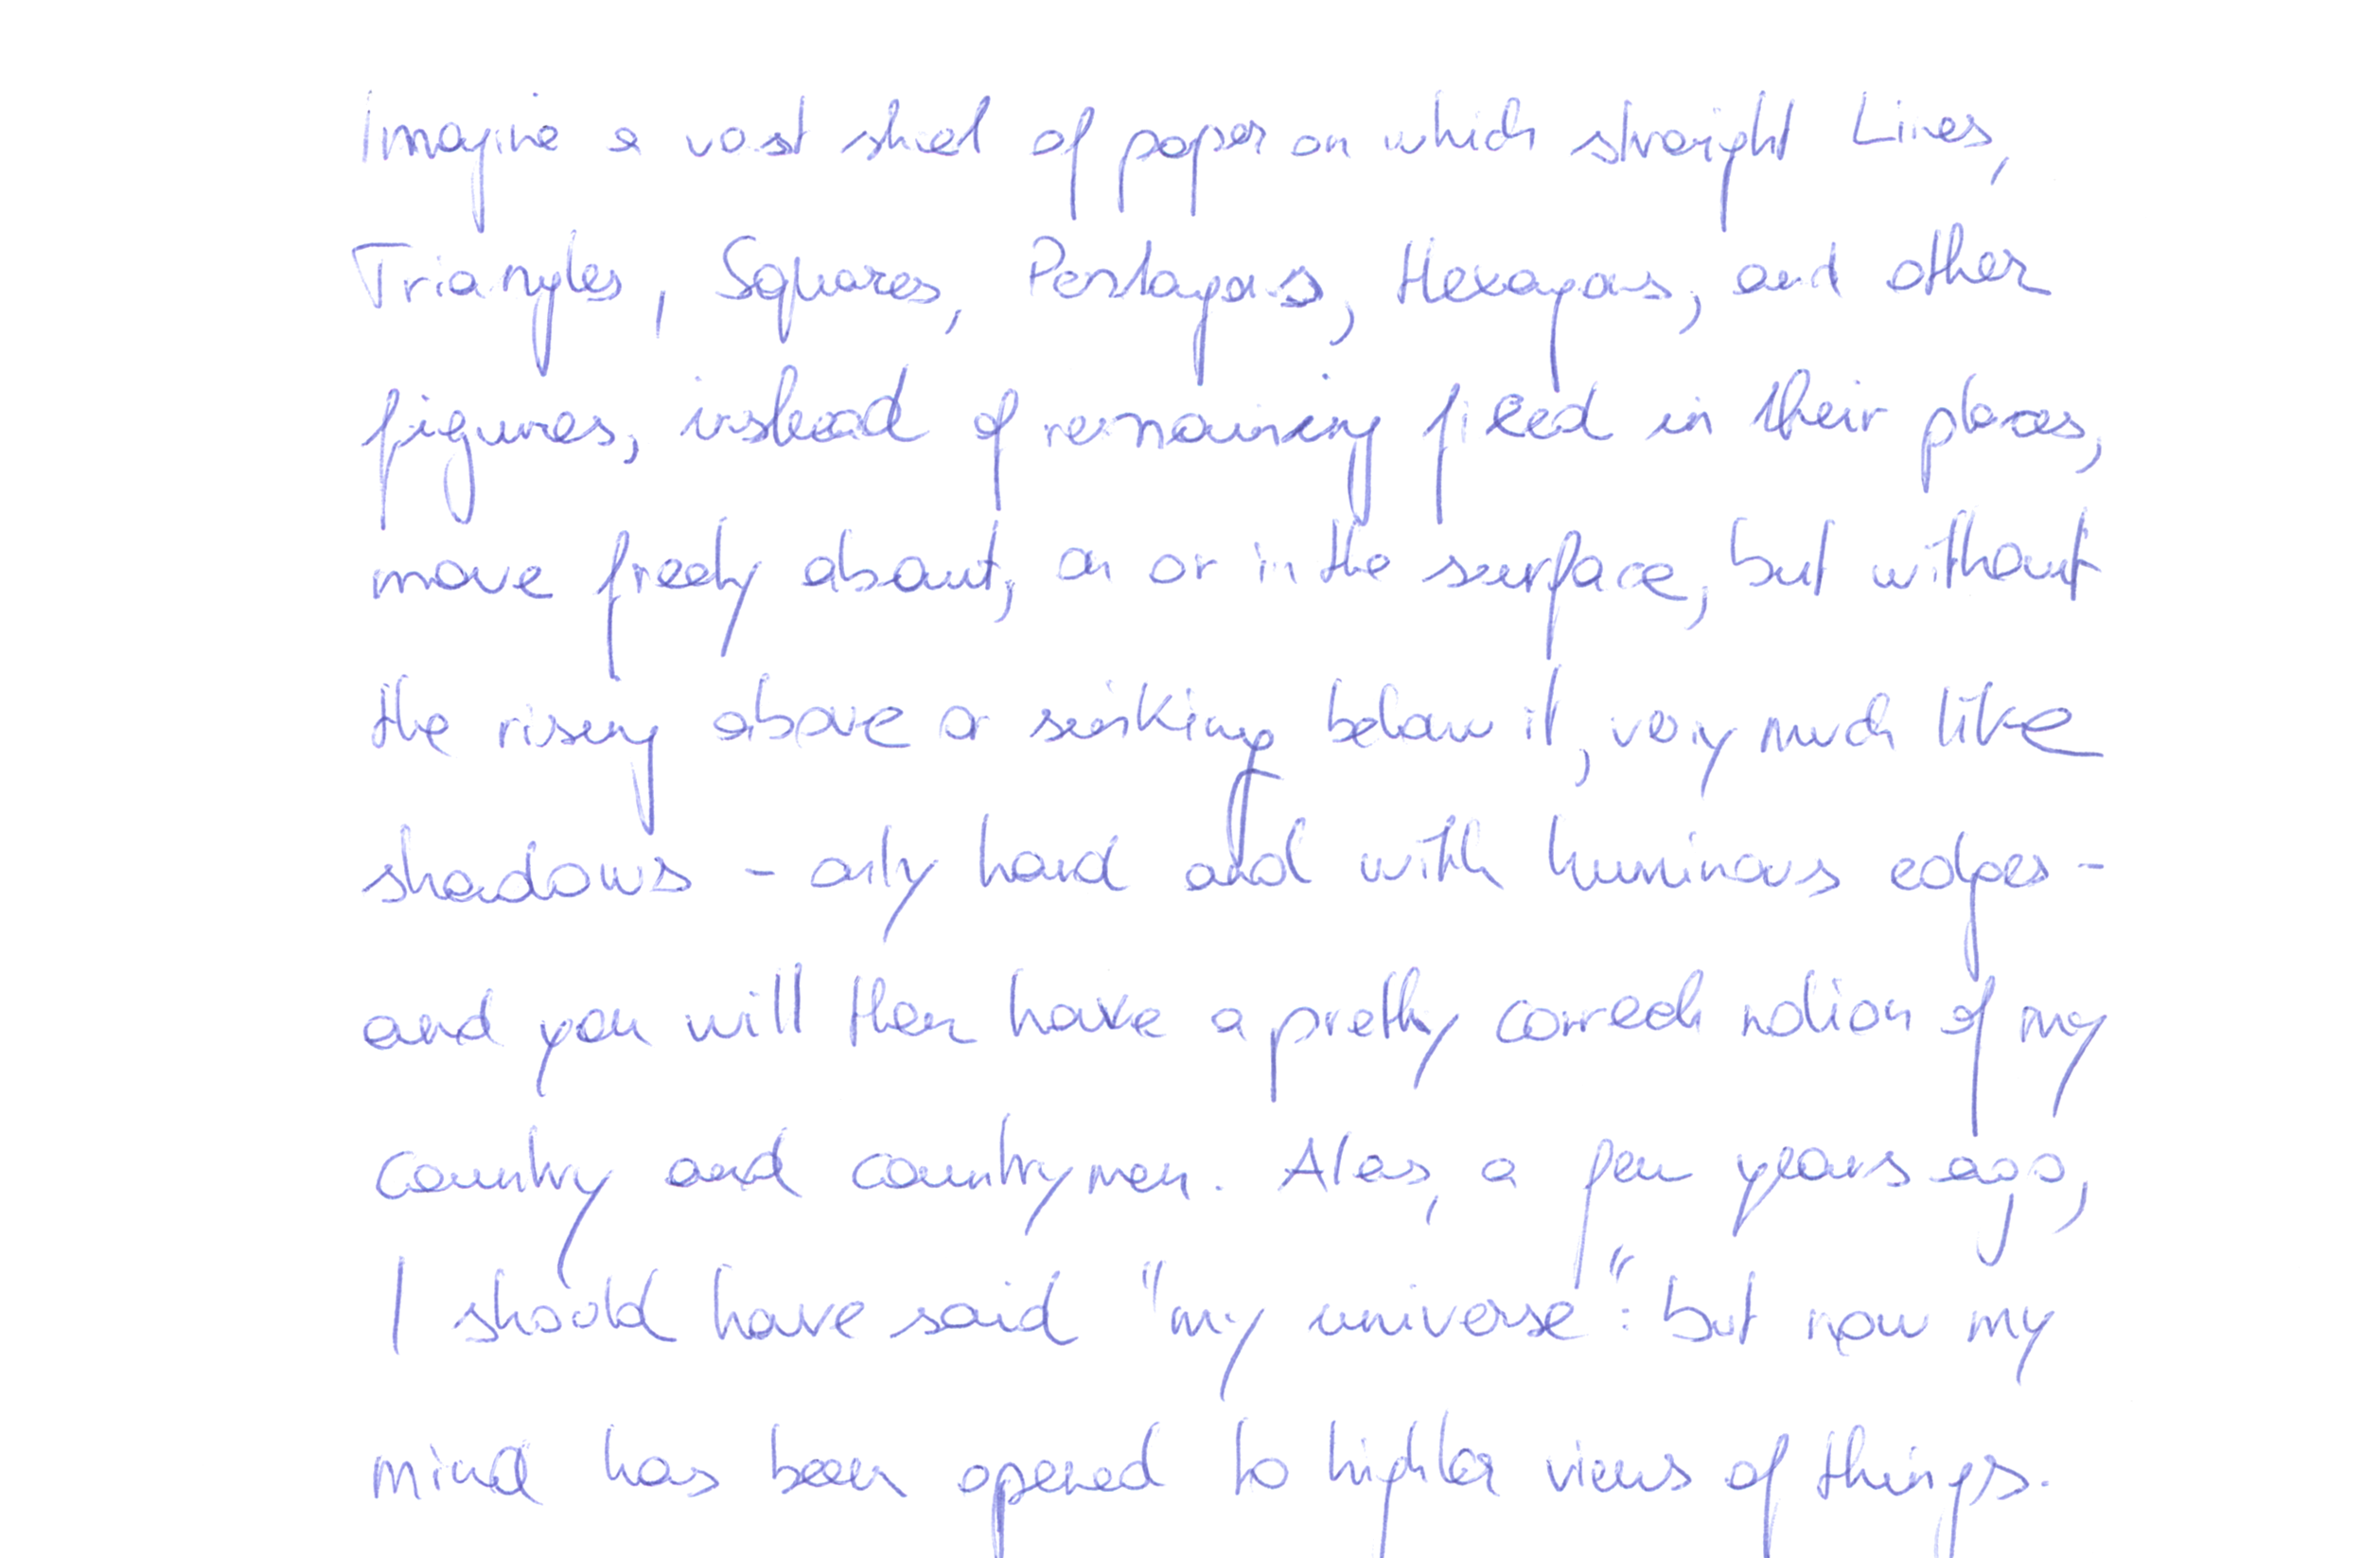 Imagine a vast sheet of paper on which straight Lines,
Triangles, Squares, Pentagons, Hexagons, and other
figures, instead of remaining fixed in their places,
move freely about, on or in the surface, but without
the rising above or sinking below it, very much like
shadows - only hard and with luminous edges -
and you will then have a pretty correct notion of my
country and countrymen. Alas, a few years ago,
I should have said "my universe": but now my
mind has been opened to higher views of things.